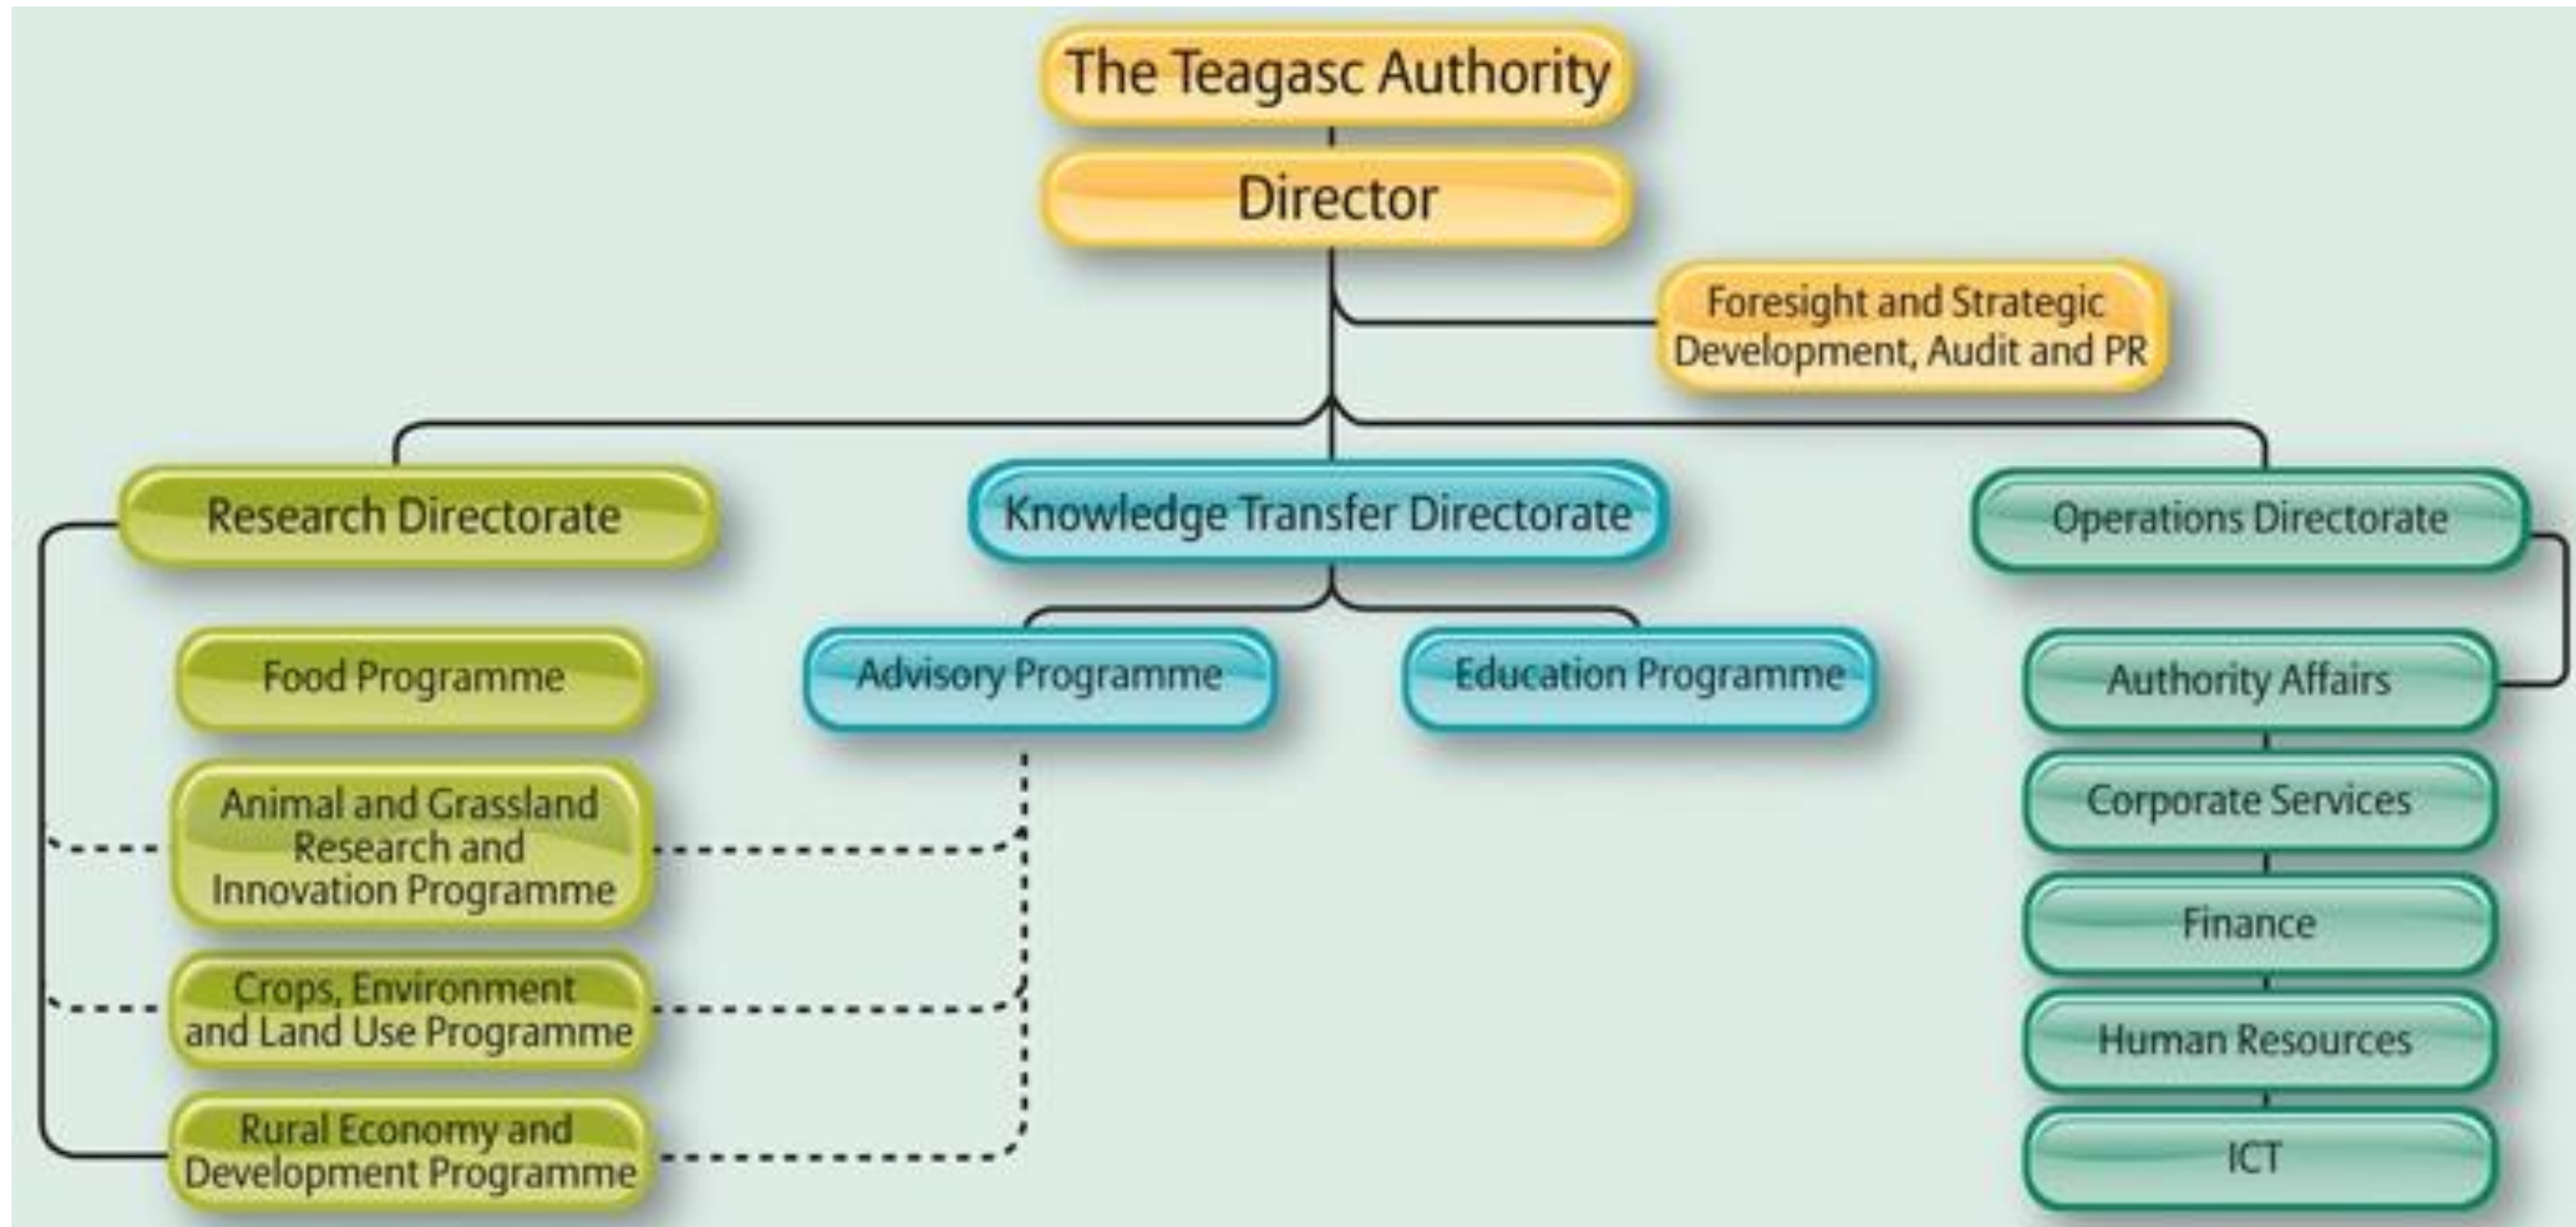 The Teagasc Authority
Director
Foresight and Strategic
Development, Audit and PR
Research Directorate
Knowledge Transfer Directorate
Operations Directorate
Food Programme
Advisory Programme
Education Programme
Authority Affairs
Animal and Grassland
Research and
Innovation Programme
Corporate Services
Finance
Crops, Environment
and Land Use Programme
Human Resources
Rural Economy and
Development Programme
ICT